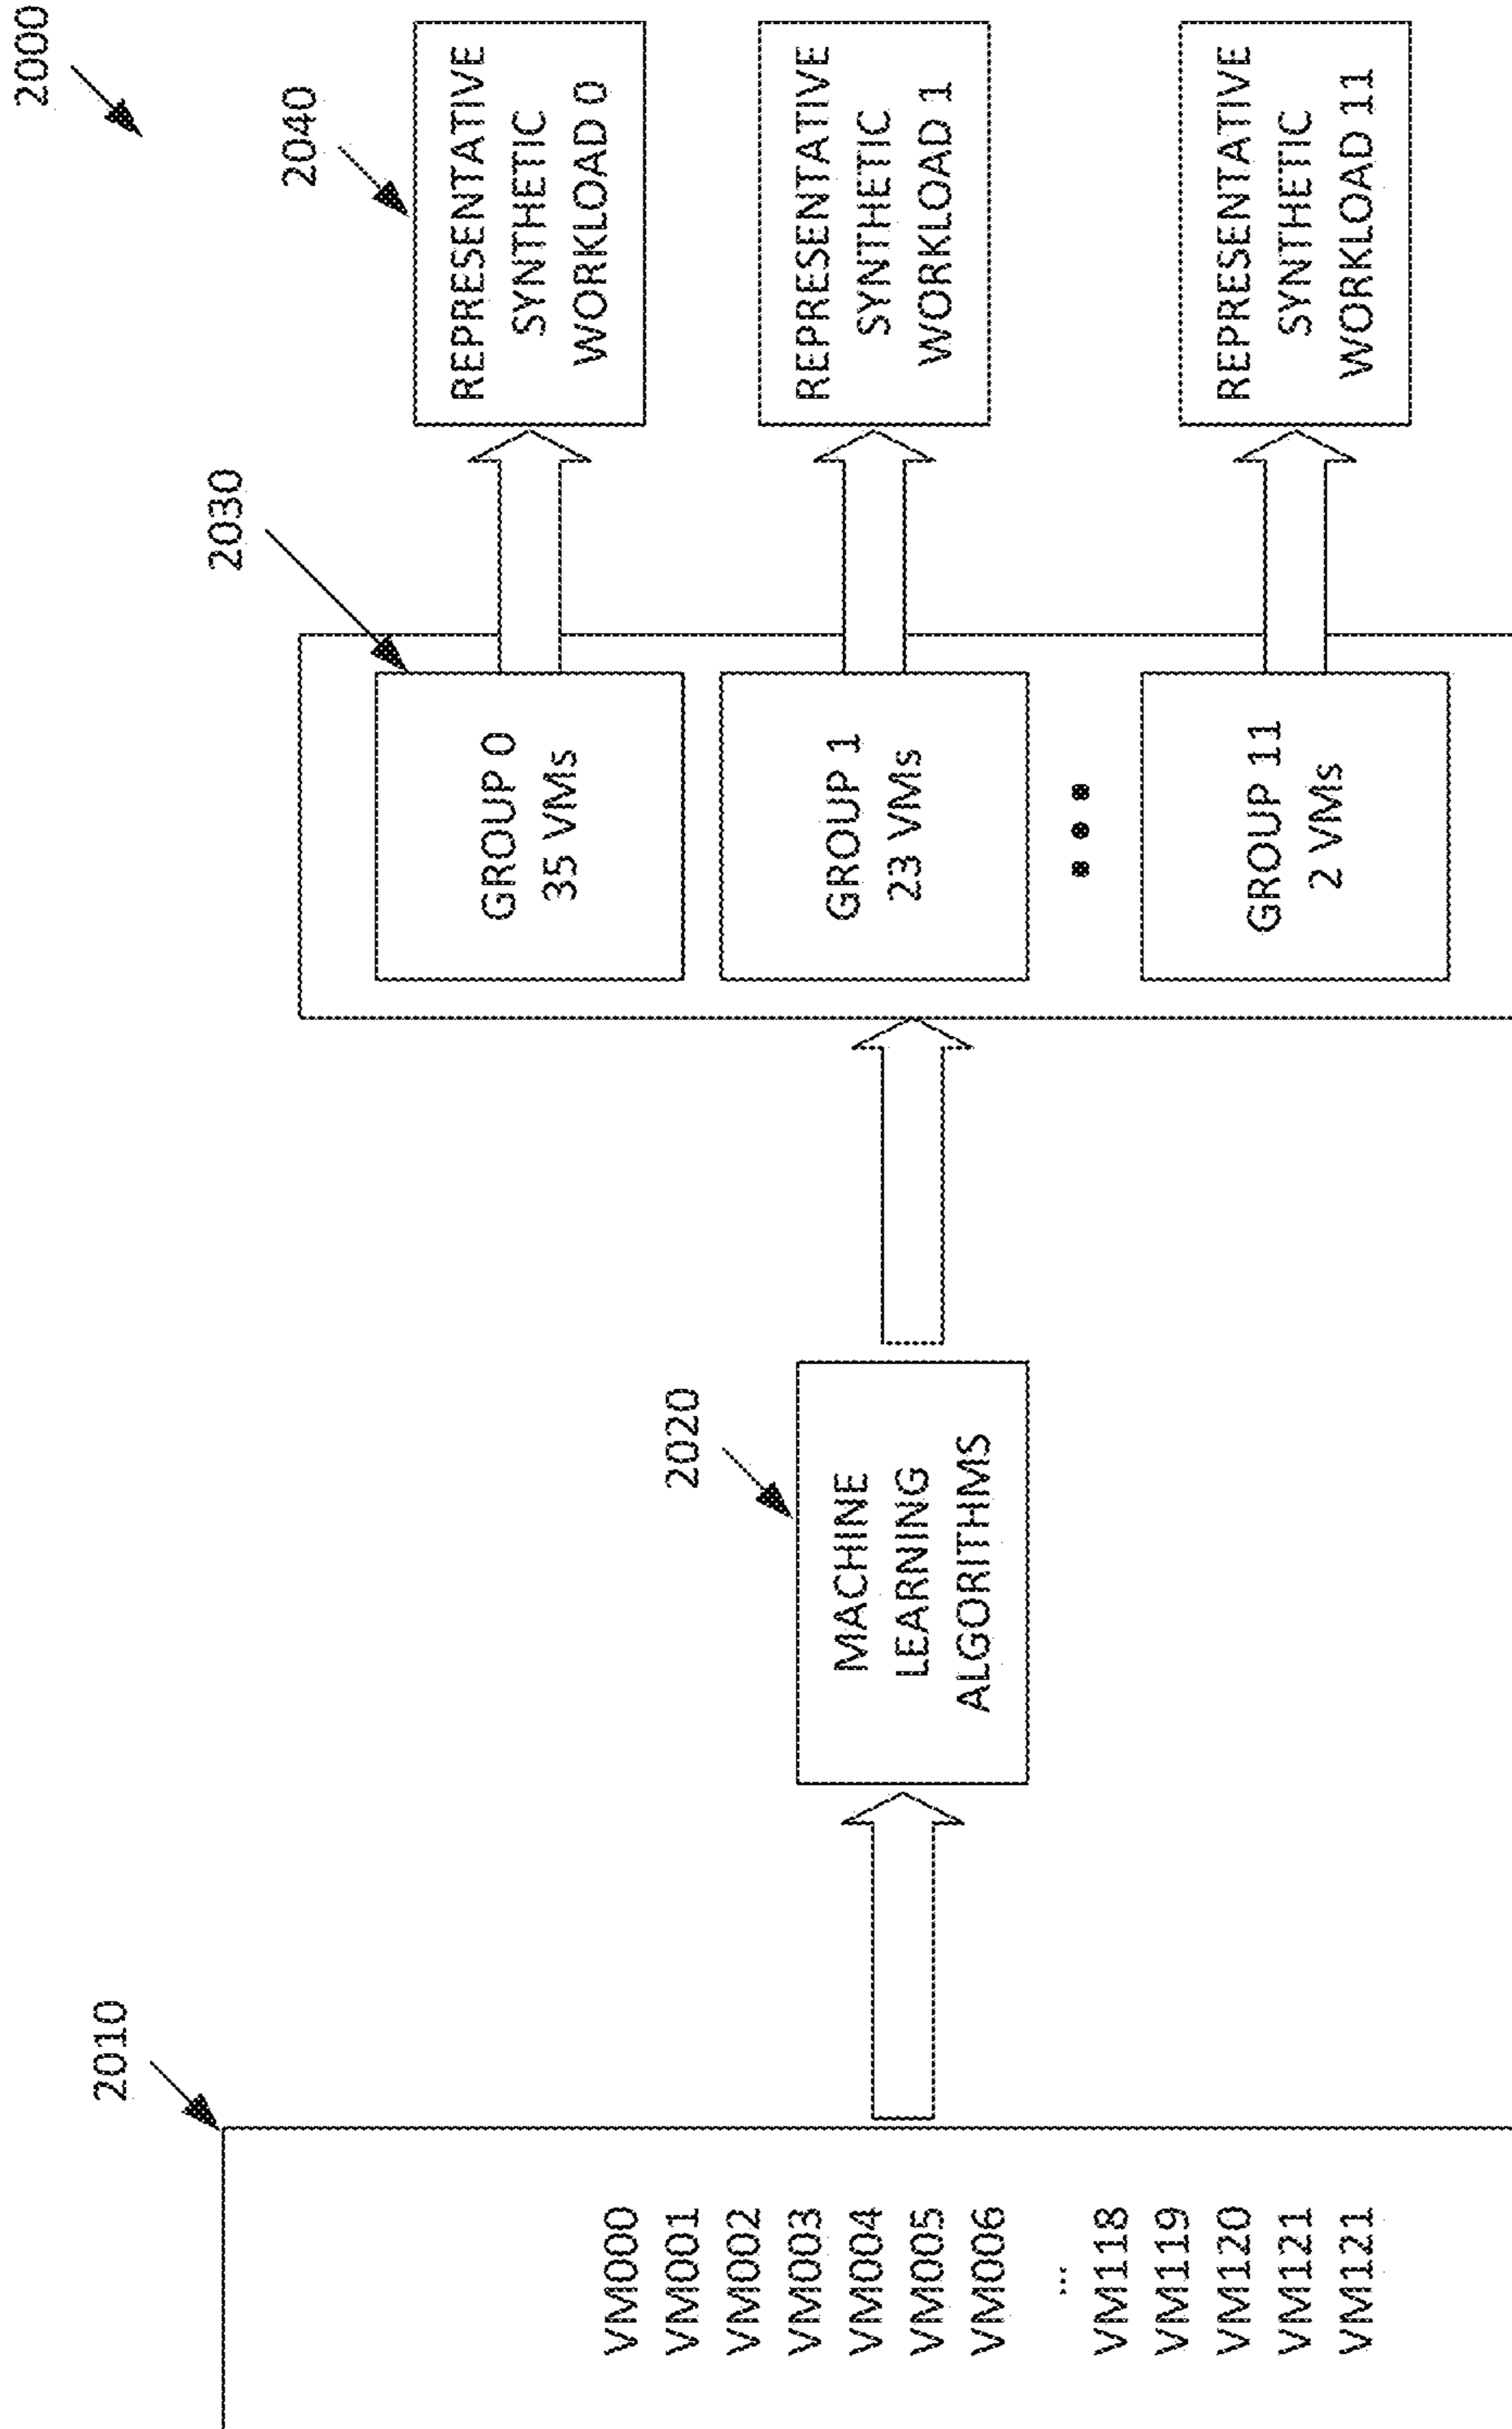 2000
2010
VM000
VM001
VM002
VM003
VM004
VM005
VM006
...
VM118
VM119
VM120
VM121
VM121
2020
MACHINE
LEARNING
ALGORITHMS
2030
GROUP 0
35 VMs
GROUP 1
23 VMs
GROUP 11
2 VMs
2040
REPRESENTATIVE
SYNTHETIC
WORKLOAD 0
REPRESENTATIVE
SYNTHETIC
WORKLOAD 1
REPRESENTATIVE
SYNTHETIC
WORKLOAD 11